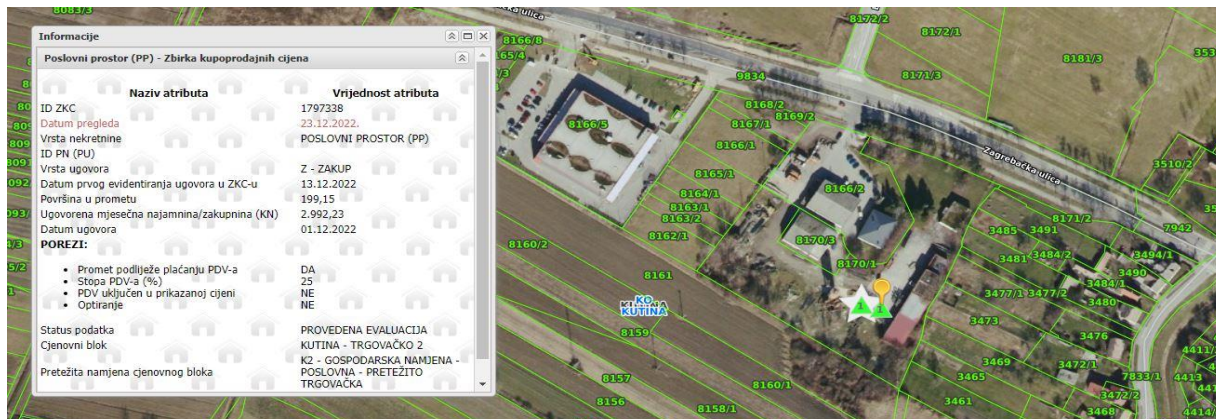 Informacije
Poslovni prostor (PP) - Zbirka kupoprodajnih cijena
Naziv atributa Vrijednost atributa
ID ZKC 1797338
Datum pregleda 23.12.2022.
Vrsta nekretnine POSLOVNI PROSTOR (PP)
ID PN (PU)
Vrsta ugovora Z - ZAKUP
Datum prvog evidentiranja ugovora u ZKC-u 13.12.2022
Površina u prometu 199,15
Ugovorena mjesečna najamnina/zakupnina (KN) 2.992,23
Datum ugovora 01.12.2022
POREZI:
Promet podliježe plaćanju PDV-a DA
Stopa PDV-a (%) 25
PDV uključen u prikazanoj cijeni NE
Optiranje NE
Status podatka PROVEDENA EVALUACIJA
Cjenovni blok KUTINA - TRGOVAČKO 2
Pretežita namjena cjenovnog bloka K2 - GOSPODARSKA NAMJENA -
POSLOVNA - PRETEŽITO
TRGOVAČKA
8083/3
8166/8
8172/2
8172/1
8181/3
8171/3
9834
8168/2
8169/2
8167/1
8166/5
8166/1
Zagrebačka ulica
3510/2
8165/1
8166/2
8164/1
8163/1
8163/2
8162/1
8170/3
8171/2
7942
3485
3491
8160/2
8170/1
3481
3484/2
3494/1
8161
3490
3484/1
3477/1
3477/2
3480
KO
KUTINA
1
1
3473
3476
8159
3469
3472/1
7833/1
4413
8157
8160/1
3465
3472/2
8156
8158/1
3461
3468